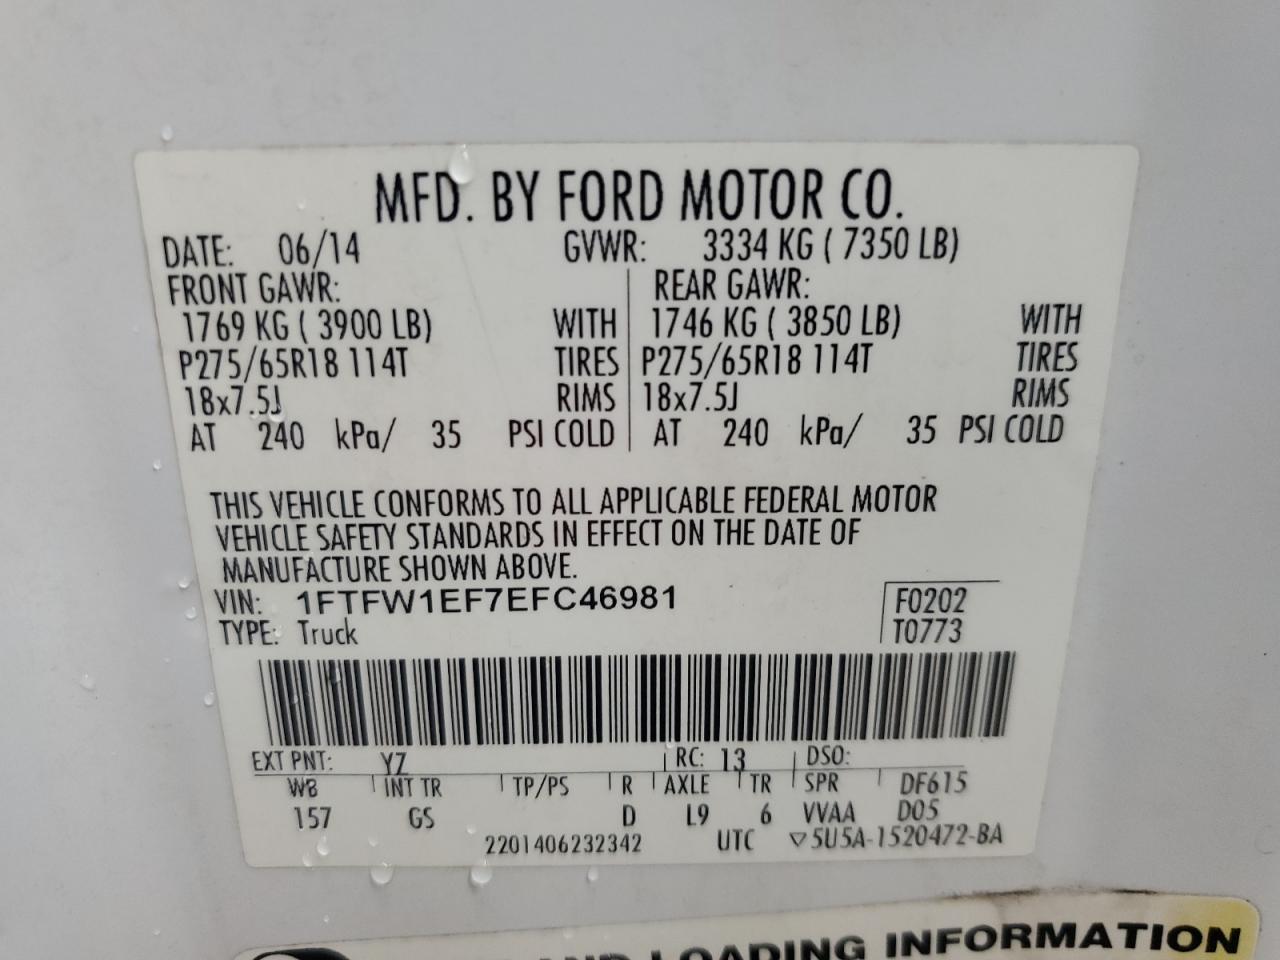 MFD. BY FORD MOTOR CO.
DATE: 06/14 GVWR: 3334 KG ( 7350 LB)
FRONT GAWR: REAR GAWR:
1769 KG ( 3900 LB) WITH 1746 KG ( 3850 LB) WITH
P275/65R18 114T TIRES P275/65R18 114T TIRES
18x7.5J RIMS 18x7.5J RIMS
AT 240 kPa/ 35 PSI COLD AT 240 kPa/ 35 PSI COLD
THIS VEHICLE CONFORMS TO ALL APPLICABLE FEDERAL MOTOR
VEHICLE SAFETY STANDARDS IN EFFECT ON THE DATE OF
MANUFACTURE SHOWN ABOVE.
VIN: 1FTFW1EF7EFC46981 F0202
TYPE: Truck T0773
EXT PNT: YZ RC: 13 DSO:
WB INT TR TP/PS R AXLE TR SPR DF615
157 GS D L9 6 VVAA D05
2201406232342 UTC ▽5U5A-1520472-BA
LOADING INFORMATION